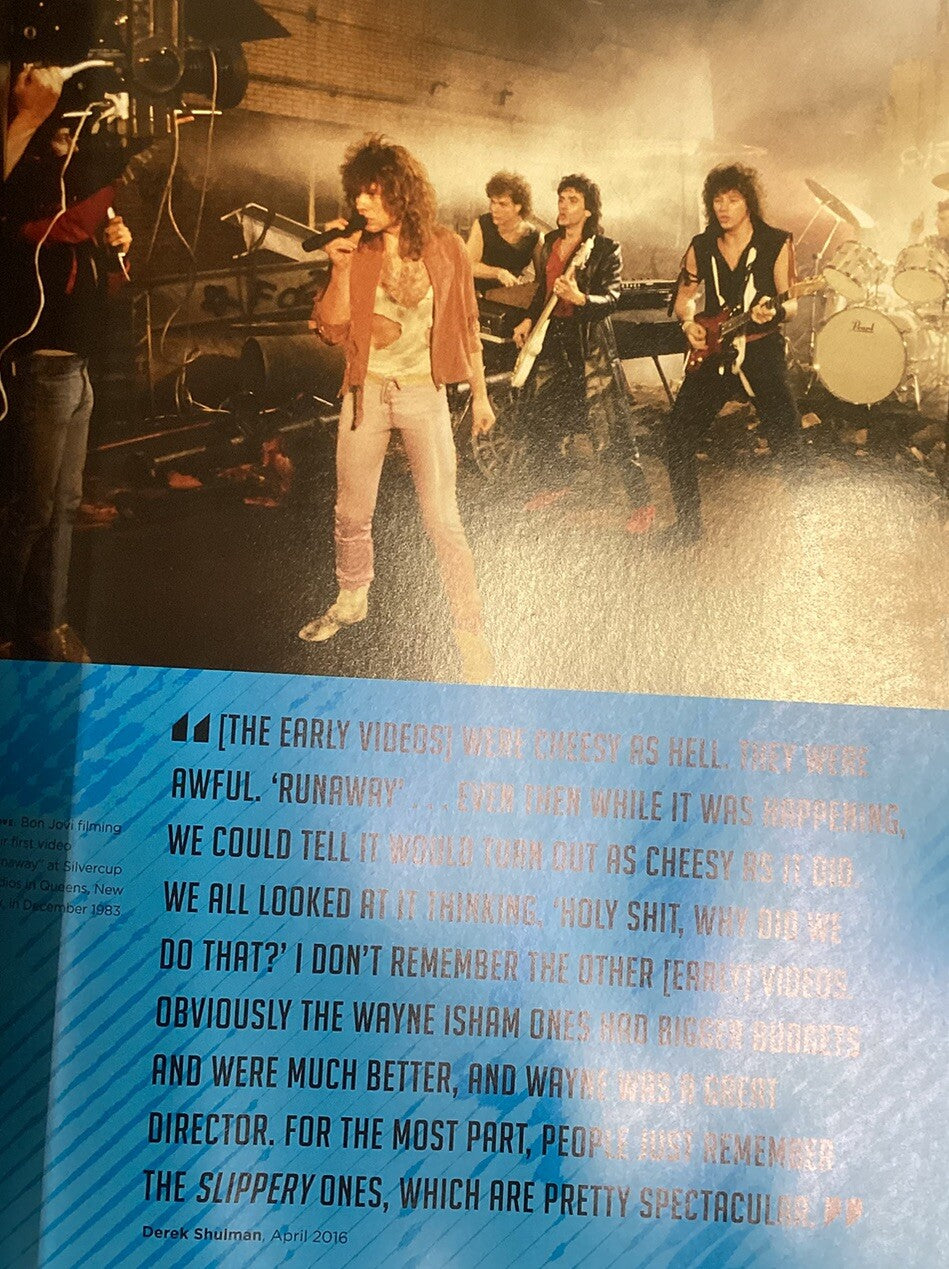 Pearl
“[THE EARLY VIDEOS] WERE CHEESY AS HELL. THEY WERE
AWFUL. ‘RUNAWAY’ . . . EVEN THEN WHILE IT WAS HAPPENING,
WE COULD TELL IT WOULD TURN OUT AS CHEESY AS IT DID.
WE ALL LOOKED AT IT THINKING, ‘HOLY SHIT, WHY DID WE
DO THAT?’ I DON’T REMEMBER THE OTHER [EARLY] VIDEOS.
OBVIOUSLY THE WAYNE ISHAM ONES HAD BIGGER BUDGETS
AND WERE MUCH BETTER, AND WAYNE WAS A GREAT
DIRECTOR. FOR THE MOST PART, PEOPLE JUST REMEMBER
THE SLIPPERY ONES, WHICH ARE PRETTY SPECTACULAR.”
Derek Shulman, April 2016
Bon Jovi filming
first video
at Silvercup
in Queens, New
in December 1983